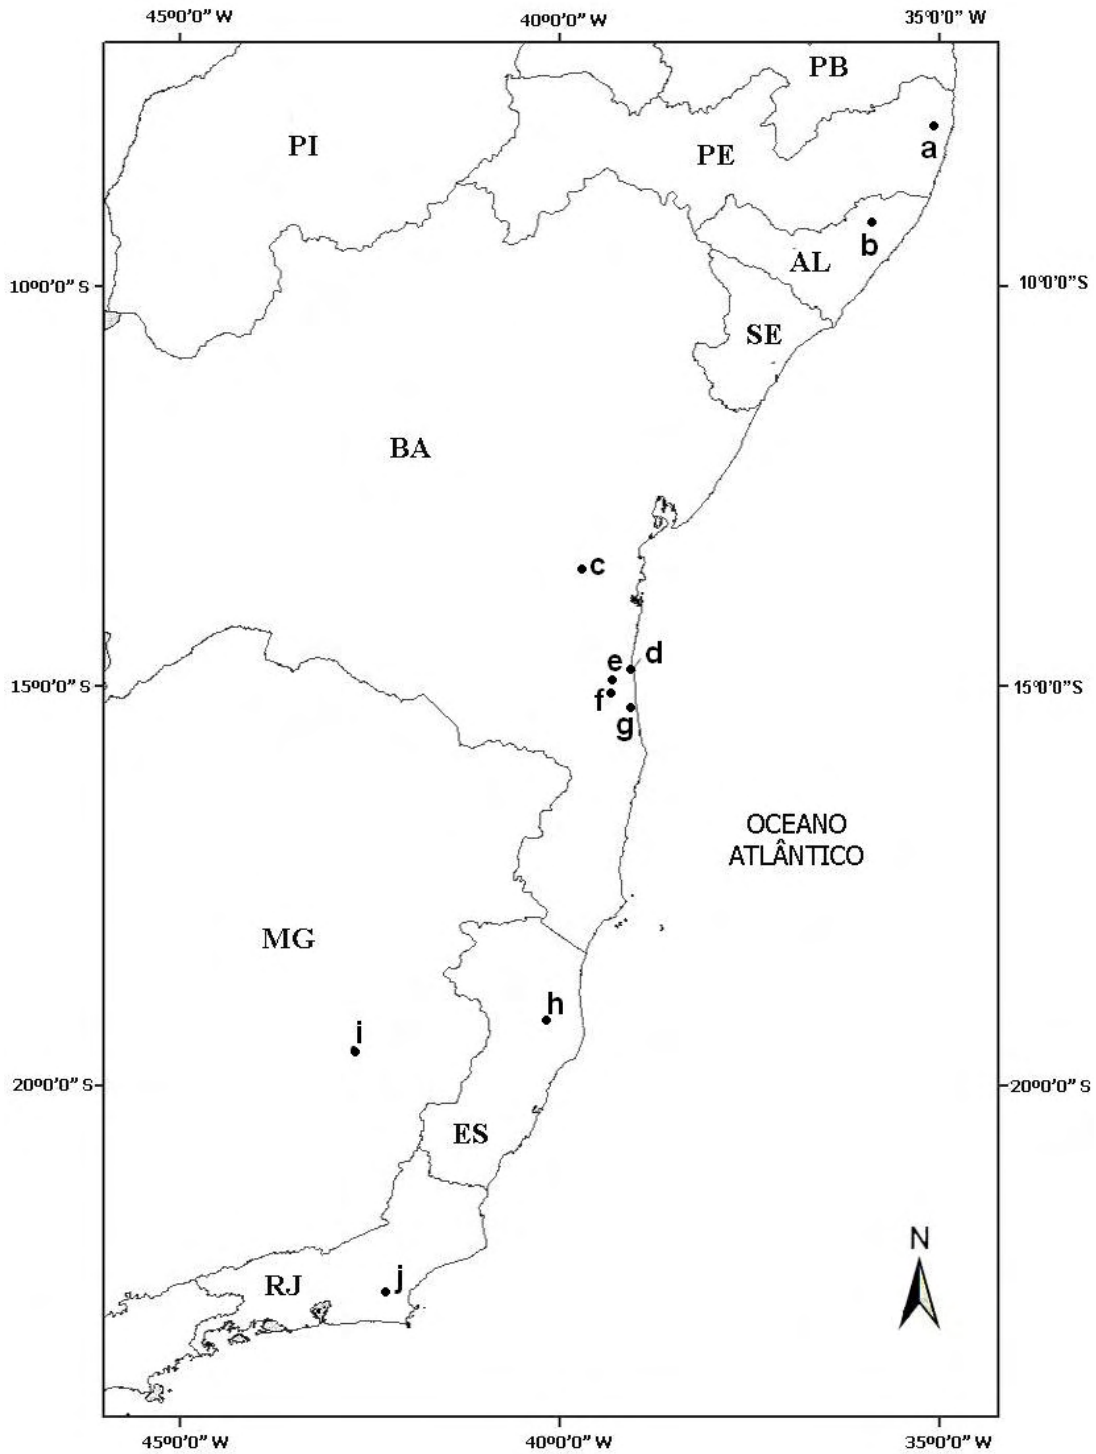 45º0'0" W
40º0'0" W
35º0'0" W
PB
PI
PE
a
b
AL
10º0'0" S
10º0'0"S
SE
BA
c
d
e
15º0'0" S
15º0'0"S
f
g
OCEANO
ATLÂNTICO
MG
h
i
20º0'0" S
20º0'0" S
ES
N
j
RJ
45º0'0" W
40º0'0" W
35º0'0" W